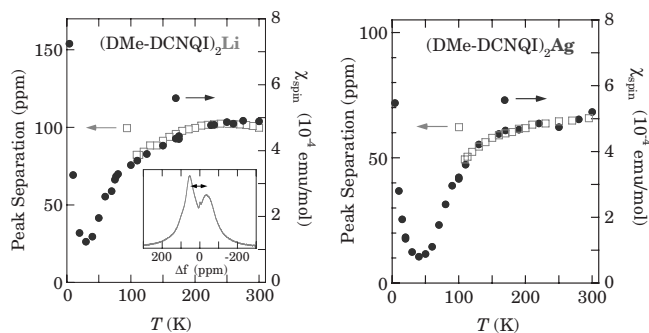 (DMe-DCNQI)₂Li
Peak Separation (ppm)
150
100
50
0
8
6
4
2
0
χspin (10⁻⁴ emu/mol)
200 0 -200
Δf (ppm)
0 100 200 300
T (K)
(DMe-DCNQI)₂Ag
Peak Separation (ppm)
100
50
0
8
6
4
2
0
χspin (10⁻⁴ emu/mol)
0 100 200 300
T (K)